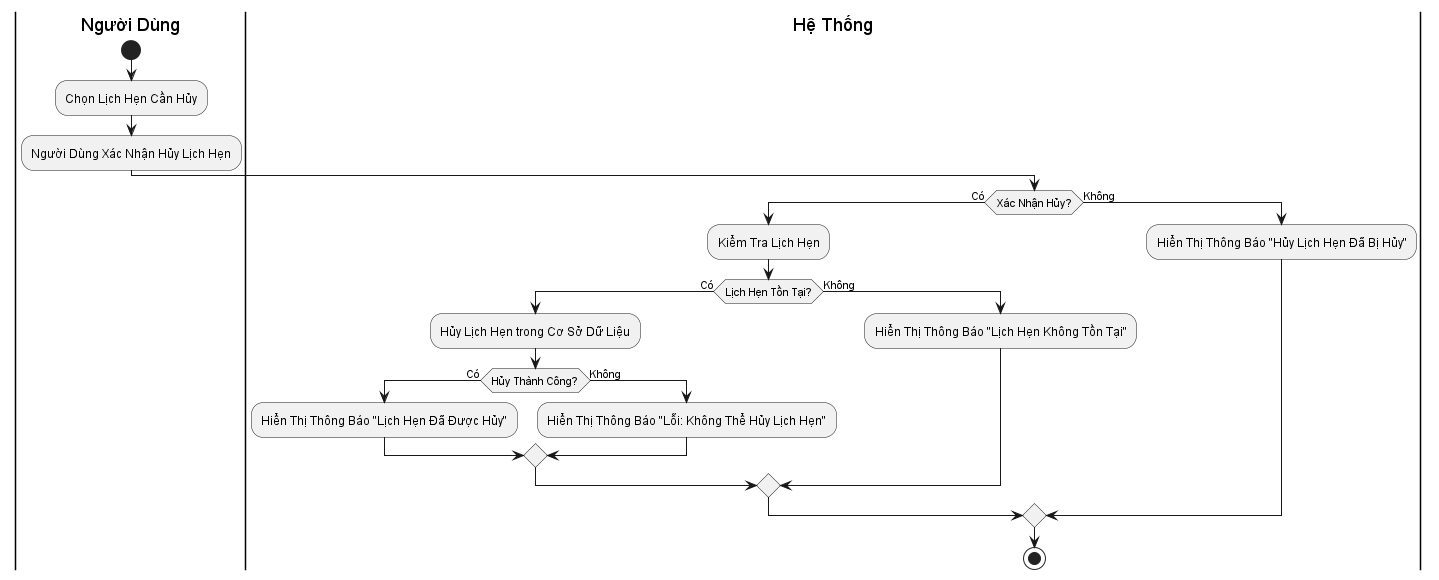 Người Dùng
Hệ Thống
Chọn Lịch Hẹn Cần Hủy
Người Dùng Xác Nhận Hủy Lịch Hẹn
Có
Xác Nhận Hủy?
Không
Kiểm Tra Lịch Hẹn
Hiển Thị Thông Báo "Hủy Lịch Hẹn Đã Bị Hủy"
Có
Lịch Hẹn Tồn Tại?
Không
Hủy Lịch Hẹn trong Cơ Sở Dữ Liệu
Hiển Thị Thông Báo "Lịch Hẹn Không Tồn Tại"
Có
Hủy Thành Công?
Không
Hiển Thị Thông Báo "Lịch Hẹn Đã Được Hủy"
Hiển Thị Thông Báo "Lỗi: Không Thể Hủy Lịch Hẹn"